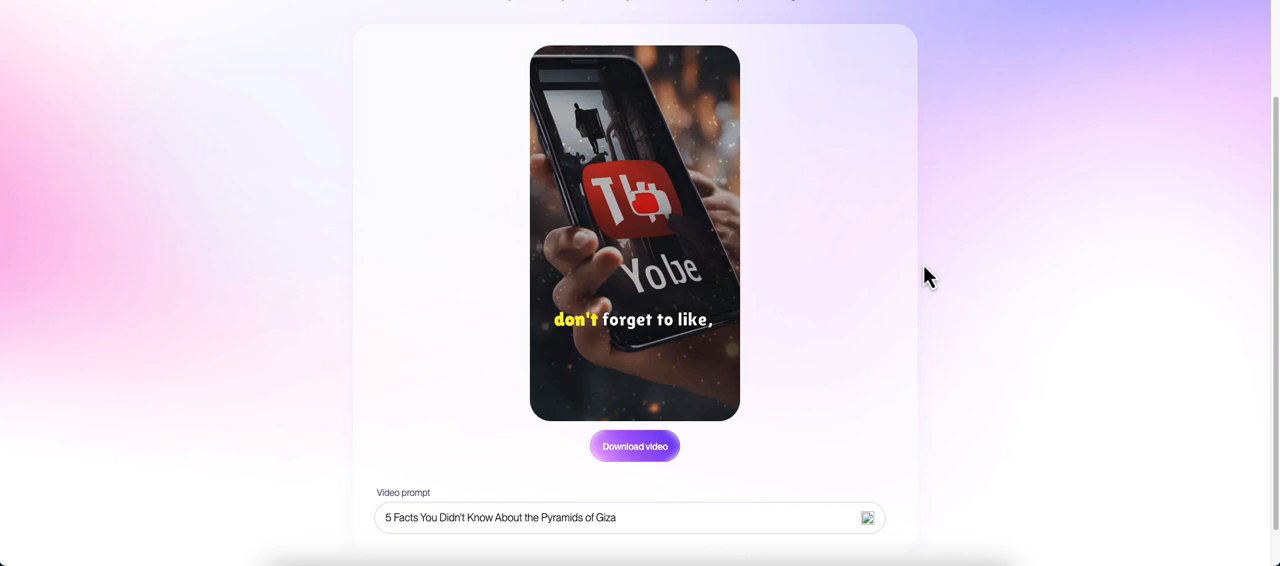 Yobe
don't forget to like,
Download video
Video prompt
5 Facts You Didn't Know About the Pyramids of Giza